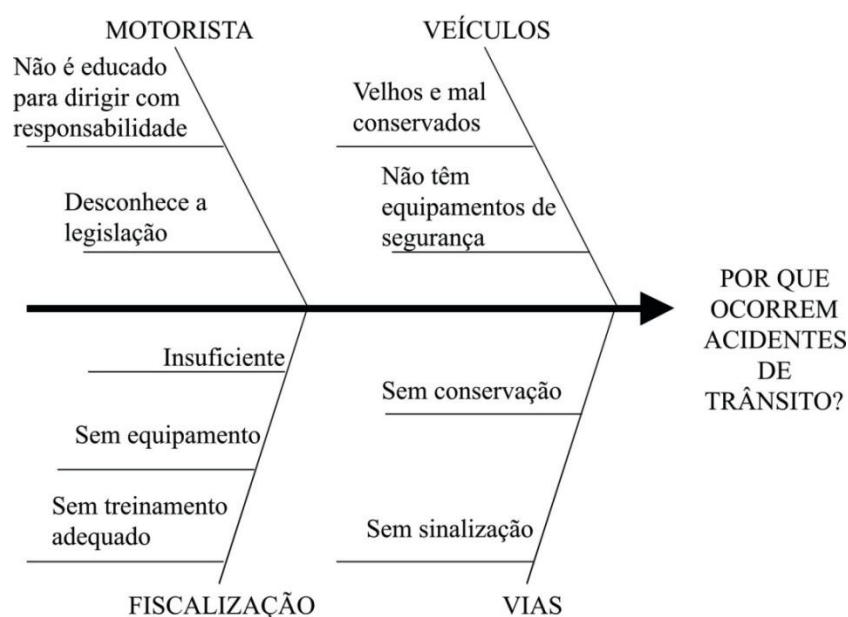 MOTORISTA
VEÍCULOS
Não é educado
para dirigir com
responsabilidade
Velhos e mal
conservados
Desconhece a
legislação
Não têm
equipamentos de
segurança
POR QUE
OCORREM
ACIDENTES
DE
TRÂNSITO?
Insuficiente
Sem equipamento
Sem treinamento
adequado
Sem conservação
Sem sinalização
FISCALIZAÇÃO
VIAS